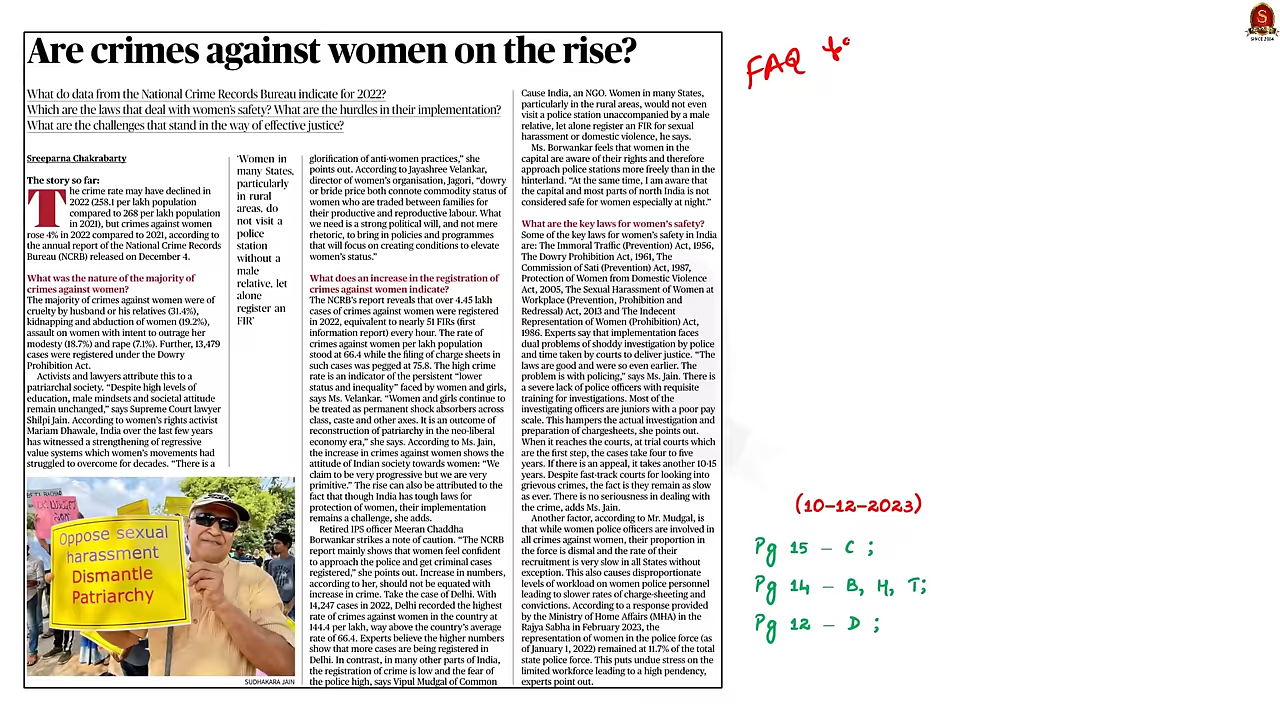 Are crimes against women on the rise?
What do data from the National Crime Records Bureau indicate for 2022?
Which are the laws that deal with women's safety? What are the hurdles in their implementation?
What are the challenges that stand in the way of effective justice?
Sreeparna Chakrabarty
The story so far:
The crime rate may have declined in
2022 (258.1 per lakh population
compared to 268 per lakh population
in 2021), but crimes against women
rose 4% in 2022 compared to 2021, according to
the annual report of the National Crime Records
Bureau (NCRB) released on December 4.
What was the nature of the majority of
crimes against women?
The majority of crimes against women were of
cruelty by husband or his relatives (31.4%),
kidnapping and abduction of women (19.2%),
assault on women with intent to outrage her
modesty (18.7%) and rape (7.1%). Further, 13,479
cases were registered under the Dowry
Prohibition Act.
Activists and lawyers attribute this to a
patriarchal society. "Despite high levels of
education, male mindsets and societal attitude
remain unchanged," says Supreme Court lawyer
Shilpi Jain. According to women's rights activist
Mariam Dhawale, India over the last few years
has witnessed a strengthening of regressive
value systems which women's movements had
struggled to overcome for decades. "There is a
'Women in
many States,
particularly
in rural
areas, do
not visit a
police
station
without a
male
relative, let
alone
register an
FIR'
Oppose sexual
harassment
Dismantle
Patriarchy
SUDHAKARA JAIN
glorification of anti-women practices," she
points out. According to Jayashree Velankar,
director of women's organisation, Jagori, "dowry
or bride price both connote commodity status of
women who are traded between families for
their productive and reproductive labour. What
we need is a strong political will, and not mere
rhetoric, to bring in policies and programmes
that will focus on creating conditions to elevate
women's status."
What does an increase in the registration of
crimes against women indicate?
The NCRB's report reveals that over 4.45 lakh
cases of crimes against women were registered
in 2022, equivalent to nearly 51 FIRs (first
information report) every hour. The rate of
crimes against women per lakh population
stood at 66.4 while the filing of charge sheets in
such cases was pegged at 75.8. The high crime
rate is an indicator of the persistent "lower
status and inequality" faced by women and girls,
says Ms. Velankar. "Women and girls continue to
be treated as permanent shock absorbers across
class, caste and other axes. It is an outcome of
reconstruction of patriarchy in the neo-liberal
economy era," she says. According to Ms. Jain,
the increase in crimes against women shows the
attitude of Indian society towards women: "We
claim to be very progressive but we are very
primitive." The rise can also be attributed to the
fact that though India has tough laws for
protection of women, their implementation
remains a challenge, she adds.
Retired IPS officer Meeran Chaddha
Borwankar strikes a note of caution. "The NCRB
report mainly shows that women feel confident
to approach the police and get criminal cases
registered," she points out. Increase in numbers,
according to her, should not be equated with
increase in crime. Take the case of Delhi. With
14,247 cases in 2022, Delhi recorded the highest
rate of crimes against women in the country at
144.4 per lakh, way above the country's average
rate of 66.4. Experts believe the higher numbers
show that more cases are being registered in
Delhi. In contrast, in many other parts of India,
the registration of crime is low and the fear of
the police high, says Vipul Mudgal of Common
Cause India, an NGO. Women in many States,
particularly in the rural areas, would not even
visit a police station unaccompanied by a male
relative, let alone register an FIR for sexual
harassment or domestic violence, he says.
Ms. Borwankar feels that women in the
capital are aware of their rights and therefore
approach police stations more freely than in the
hinterland. "At the same time, I am aware that
the capital and most parts of north India is not
considered safe for women especially at night."
What are the key laws for women's safety?
Some of the key laws for women's safety in India
are: The Immoral Traffic (Prevention) Act, 1956,
The Dowry Prohibition Act, 1961, The
Commission of Sati (Prevention) Act, 1987,
Protection of Women from Domestic Violence
Act, 2005, The Sexual Harassment of Women at
Workplace (Prevention, Prohibition and
Redressal) Act, 2013 and The Indecent
Representation of Women (Prohibition) Act,
1986. Experts say that implementation faces
dual problems of shoddy investigation by police
and time taken by courts to deliver justice. "The
laws are good and were so even earlier. The
problem is with policing," says Ms. Jain. There is
a severe lack of police officers with requisite
training for investigations. Most of the
investigating officers are juniors with a poor pay
scale. This hampers the actual investigation and
preparation of chargesheets, she points out.
When it reaches the courts, at trial courts which
are the first step, the cases take four to five
years. If there is an appeal, it takes another 10-15
years. Despite fast-track courts for looking into
grievous crimes, the fact is they remain as slow
as ever. There is no seriousness in dealing with
the crime, adds Ms. Jain.
Another factor, according to Mr. Mudgal, is
that while women police officers are involved in
all crimes against women, their proportion in
the force is dismal and the rate of their
recruitment is very slow in all States without
exception. This also causes disproportionate
levels of workload on women police personnel
leading to slower rates of charge-sheeting and
convictions. According to a response provided
by the Ministry of Home Affairs (MHA) in the
Rajya Sabha in February 2023, the
representation of women in the police force (as
of January 1, 2022) remained at 11.7% of the total
state police force. This puts undue stress on the
limited workforce leading to a high pendency,
experts point out.
FAQ
(10-12-2023)
Pg 15 – C ;
Pg 14 – B, H, T;
Pg 12 – D ;
S
SINCE 2004